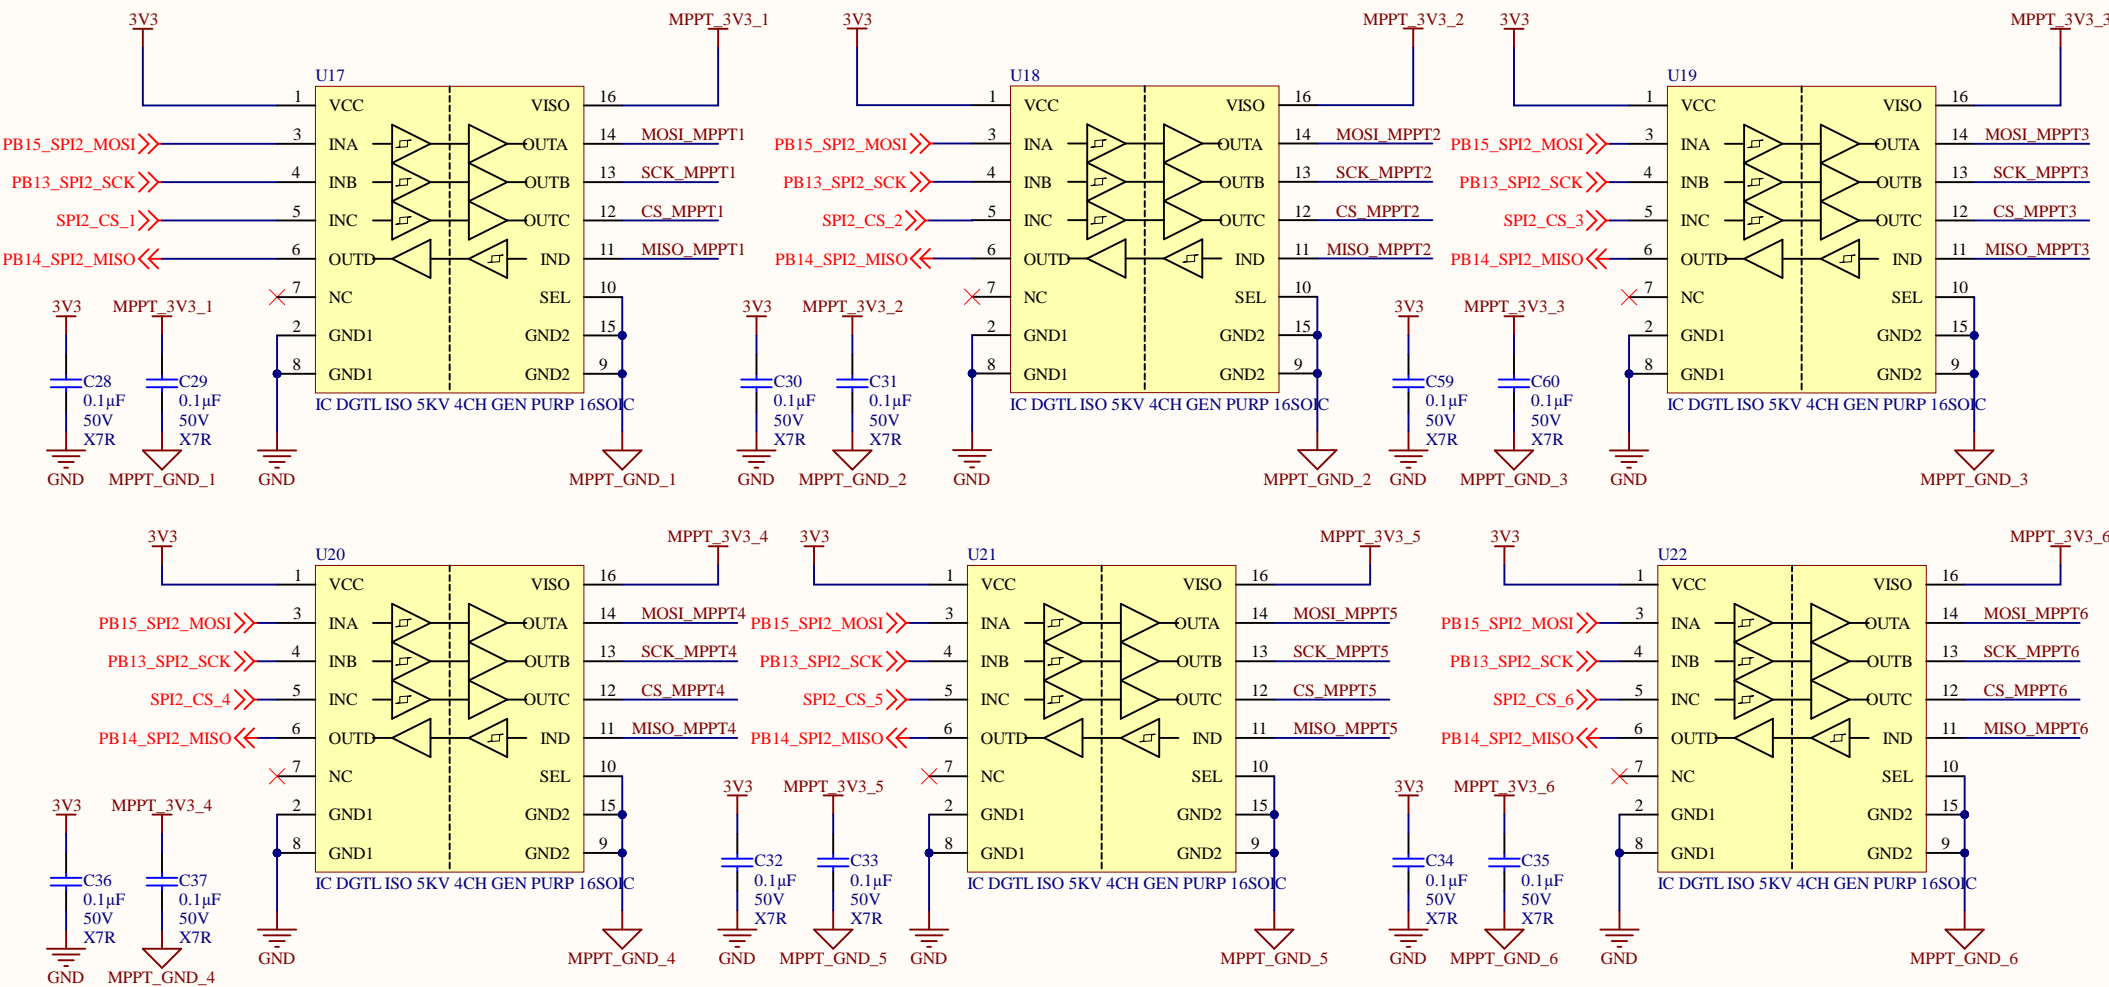 3V3
MPPT_3V3_1
U17
1 VCC VISO 16
PB15_SPI2_MOSI 3 INA OUTA 14 MOSI_MPPT1
PB13_SPI2_SCK 4 INB OUTB 13 SCK_MPPT1
SPI2_CS_1 5 INC OUTC 12 CS_MPPT1
PB14_SPI2_MISO 6 OUTD IND 11 MISO_MPPT1
7 NC SEL 10
2 GND1 GND2 15
8 GND1 GND2 9
IC DGTL ISO 5KV 4CH GEN PURP 16SOIC
3V3
C28
0.1µF
50V
X7R
GND
MPPT_3V3_1
C29
0.1µF
50V
X7R
MPPT_GND_1
GND
MPPT_GND_1
3V3
MPPT_3V3_2
U18
1 VCC VISO 16
PB15_SPI2_MOSI 3 INA OUTA 14 MOSI_MPPT2
PB13_SPI2_SCK 4 INB OUTB 13 SCK_MPPT2
SPI2_CS_2 5 INC OUTC 12 CS_MPPT2
PB14_SPI2_MISO 6 OUTD IND 11 MISO_MPPT2
7 NC SEL 10
2 GND1 GND2 15
8 GND1 GND2 9
IC DGTL ISO 5KV 4CH GEN PURP 16SOIC
3V3
C30
0.1µF
50V
X7R
GND
MPPT_3V3_2
C31
0.1µF
50V
X7R
MPPT_GND_2
GND
MPPT_GND_2
3V3
MPPT_3V3_3
U19
1 VCC VISO 16
PB15_SPI2_MOSI 3 INA OUTA 14 MOSI_MPPT3
PB13_SPI2_SCK 4 INB OUTB 13 SCK_MPPT3
SPI2_CS_3 5 INC OUTC 12 CS_MPPT3
PB14_SPI2_MISO 6 OUTD IND 11 MISO_MPPT3
7 NC SEL 10
2 GND1 GND2 15
8 GND1 GND2 9
IC DGTL ISO 5KV 4CH GEN PURP 16SOIC
3V3
C59
0.1µF
50V
X7R
GND
MPPT_3V3_3
C60
0.1µF
50V
X7R
MPPT_GND_3
GND
MPPT_GND_3
3V3
MPPT_3V3_4
U20
1 VCC VISO 16
PB15_SPI2_MOSI 3 INA OUTA 14 MOSI_MPPT4
PB13_SPI2_SCK 4 INB OUTB 13 SCK_MPPT4
SPI2_CS_4 5 INC OUTC 12 CS_MPPT4
PB14_SPI2_MISO 6 OUTD IND 11 MISO_MPPT4
7 NC SEL 10
2 GND1 GND2 15
8 GND1 GND2 9
IC DGTL ISO 5KV 4CH GEN PURP 16SOIC
3V3
C36
0.1µF
50V
X7R
GND
MPPT_3V3_4
C37
0.1µF
50V
X7R
MPPT_GND_4
GND
MPPT_GND_4
3V3
MPPT_3V3_5
U21
1 VCC VISO 16
PB15_SPI2_MOSI 3 INA OUTA 14 MOSI_MPPT5
PB13_SPI2_SCK 4 INB OUTB 13 SCK_MPPT5
SPI2_CS_5 5 INC OUTC 12 CS_MPPT5
PB14_SPI2_MISO 6 OUTD IND 11 MISO_MPPT5
7 NC SEL 10
2 GND1 GND2 15
8 GND1 GND2 9
IC DGTL ISO 5KV 4CH GEN PURP 16SOIC
3V3
C32
0.1µF
50V
X7R
GND
MPPT_3V3_5
C33
0.1µF
50V
X7R
MPPT_GND_5
GND
MPPT_GND_5
3V3
MPPT_3V3_6
U22
1 VCC VISO 16
PB15_SPI2_MOSI 3 INA OUTA 14 MOSI_MPPT6
PB13_SPI2_SCK 4 INB OUTB 13 SCK_MPPT6
SPI2_CS_6 5 INC OUTC 12 CS_MPPT6
PB14_SPI2_MISO 6 OUTD IND 11 MISO_MPPT6
7 NC SEL 10
2 GND1 GND2 15
8 GND1 GND2 9
IC DGTL ISO 5KV 4CH GEN PURP 16SOIC
3V3
C34
0.1µF
50V
X7R
GND
MPPT_3V3_6
C35
0.1µF
50V
X7R
MPPT_GND_6
GND
MPPT_GND_6